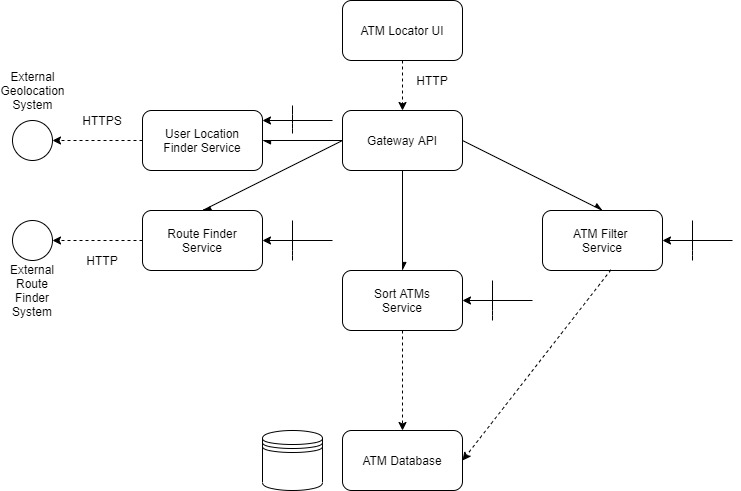 ATM Locator UI
HTTP
External
Geolocation
System
HTTPS
User Location
Finder Service
Gateway API
Route Finder
Service
HTTP
External
Route
Finder
System
ATM Filter
Service
Sort ATMs
Service
ATM Database